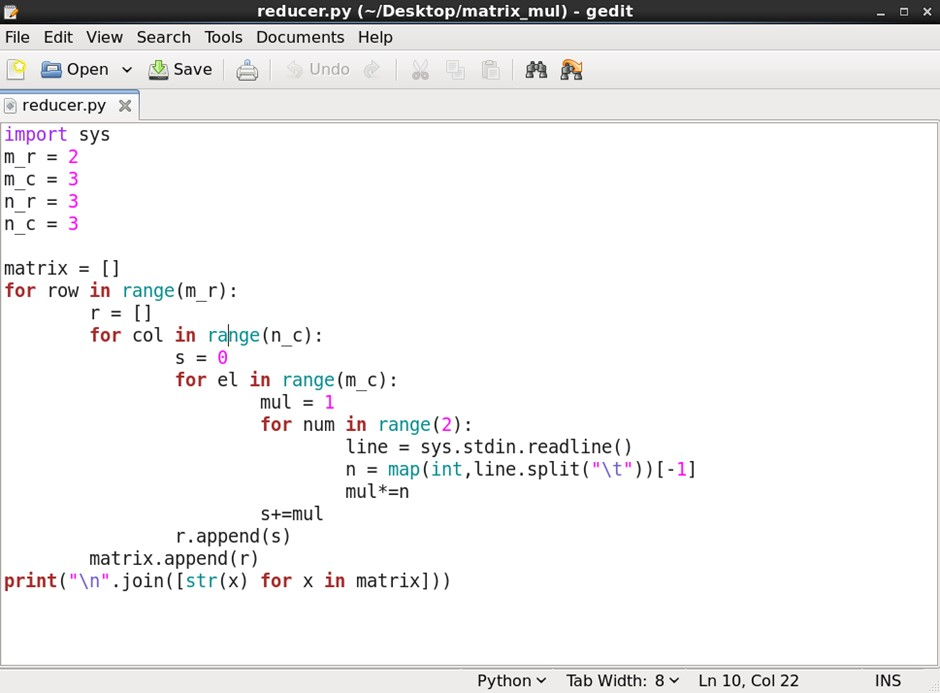 reducer.py (~/Desktop/matrix_mul) - gedit
File Edit View Search Tools Documents Help
Open Save Undo
reducer.py
import sys
m_r = 2
m_c = 3
n_r = 3
n_c = 3
matrix = []
for row in range(m_r):
        r = []
        for col in range(n_c):
                s = 0
                for el in range(m_c):
                        mul = 1
                        for num in range(2):
                                line = sys.stdin.readline()
                                n = map(int,line.split("\t"))[-1]
                                mul*=n
                        s+=mul
                r.append(s)
        matrix.append(r)
print("\n".join([str(x) for x in matrix]))
Python Tab Width: 8 Ln 10, Col 22 INS